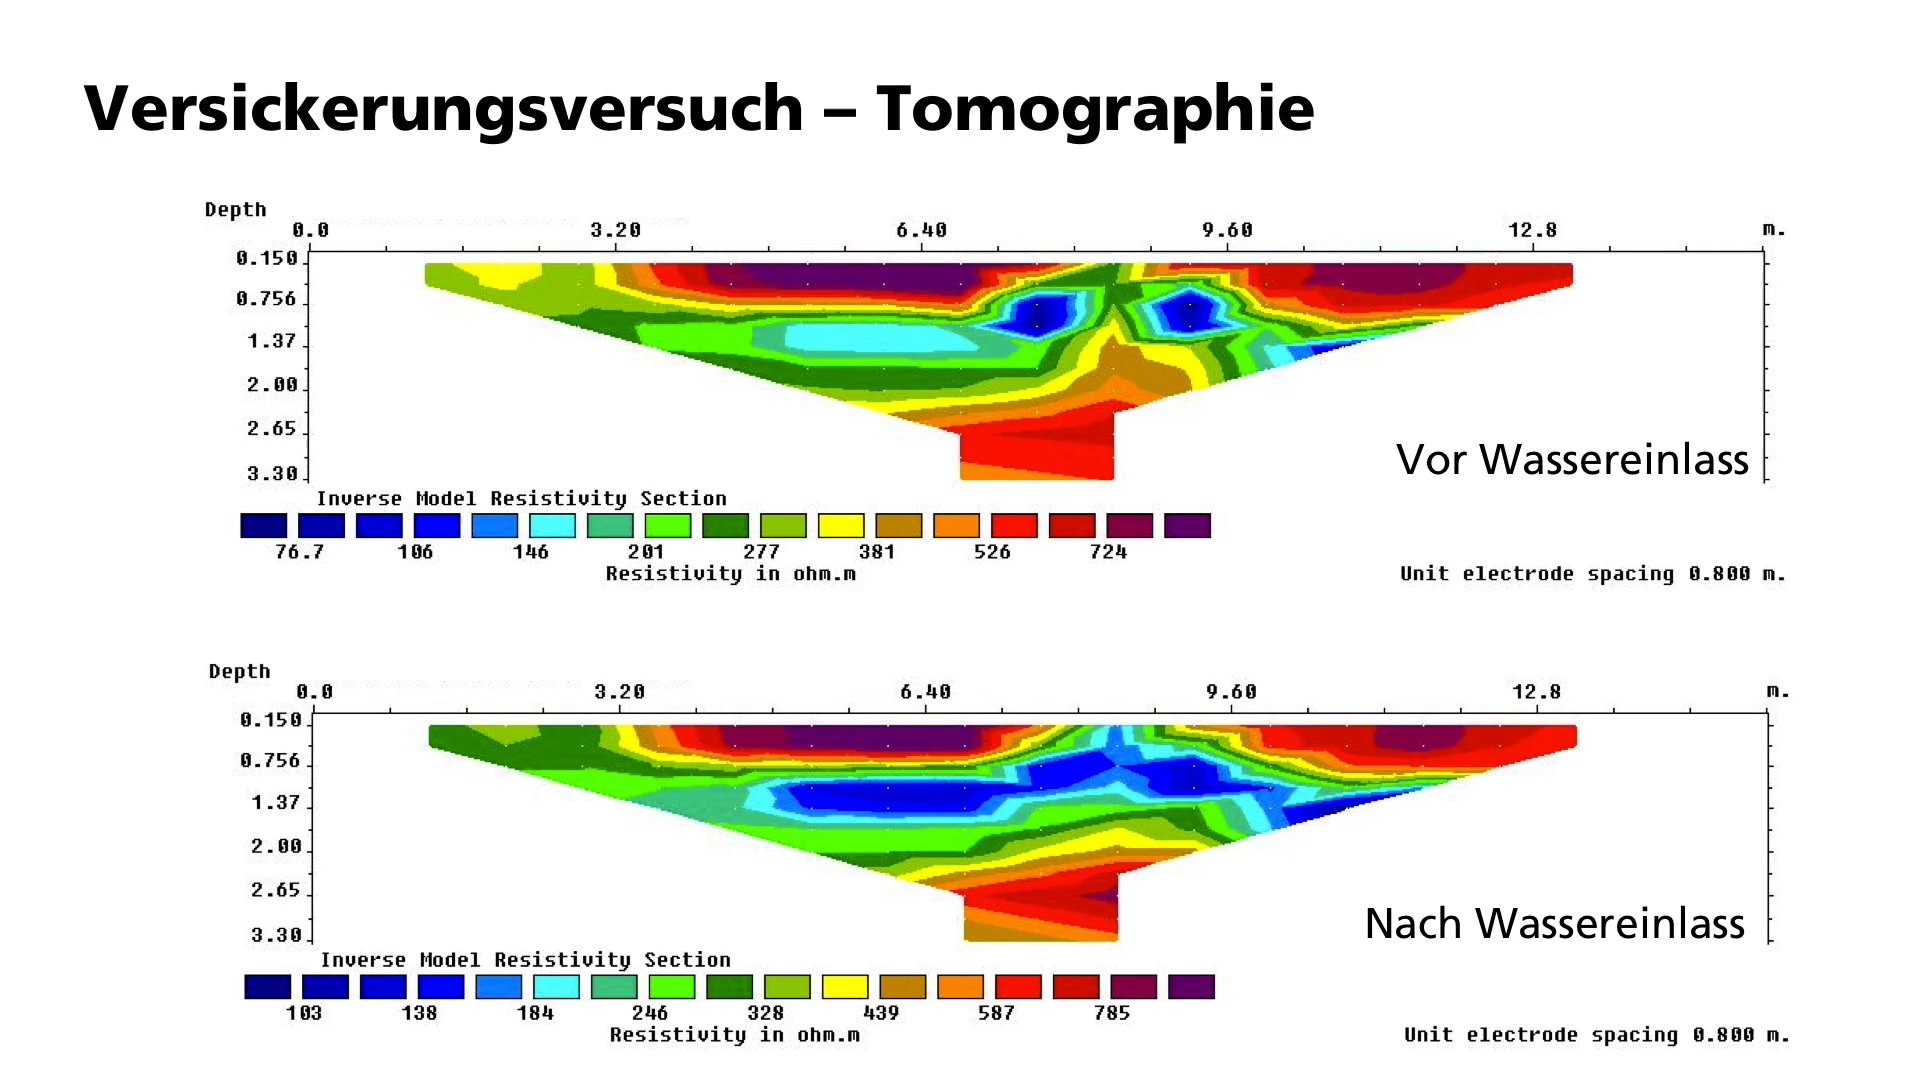 Versickerungsversuch – Tomographie
Depth
0.0 3.20 6.40 9.60 12.8 m.
0.150
0.756
1.37
2.00
2.65
3.30
Vor Wassereinlass
Inverse Model Resistivity Section
76.7 106 146 201 277 381 526 724
Resistivity in ohm.m
Unit electrode spacing 0.800 m.
Depth
0.0 3.20 6.40 9.60 12.8 m.
0.150
0.756
1.37
2.00
2.65
3.30
Nach Wassereinlass
Inverse Model Resistivity Section
103 138 184 246 328 439 587 785
Resistivity in ohm.m
Unit electrode spacing 0.800 m.